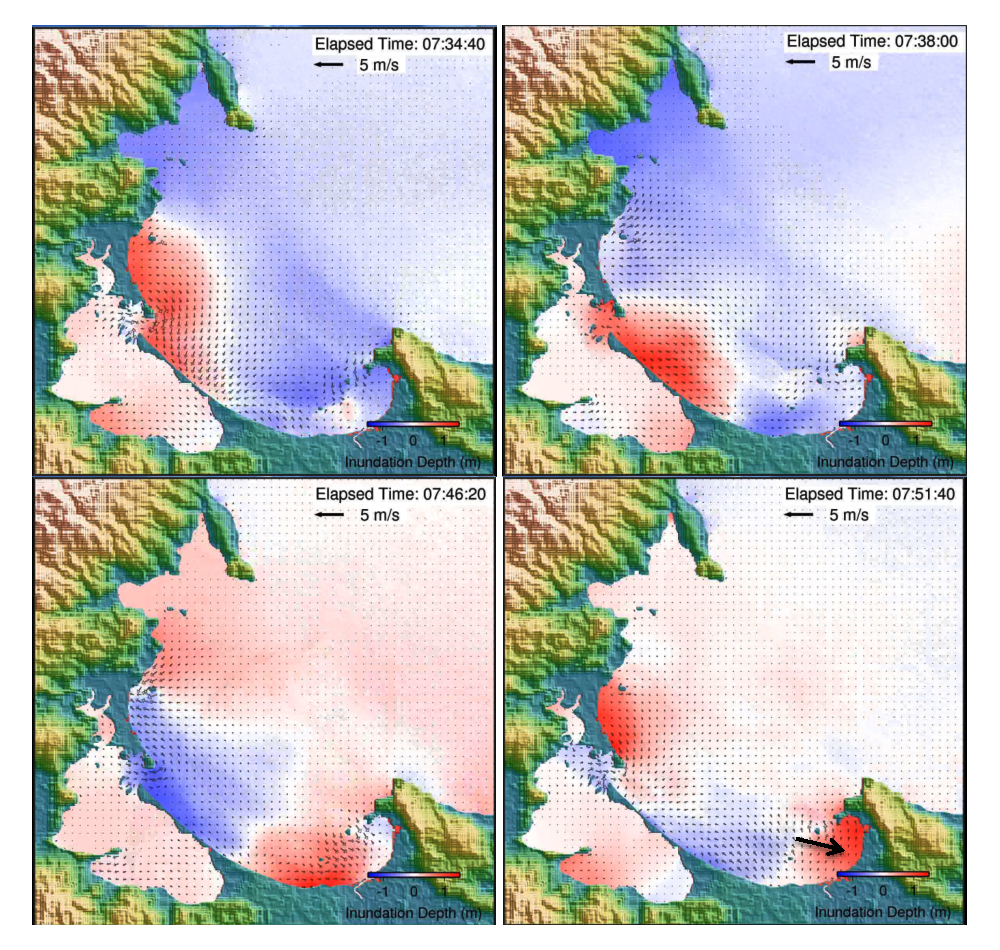 Elapsed Time: 07:34:40
5 m/s
-1 0 1
Inundation Depth (m)
Elapsed Time: 07:38:00
5 m/s
-1 0 1
Inundation Depth (m)
Elapsed Time: 07:46:20
5 m/s
-1 0 1
Inundation Depth (m)
Elapsed Time: 07:51:40
5 m/s
-1 0 1
Inundation Depth (m)